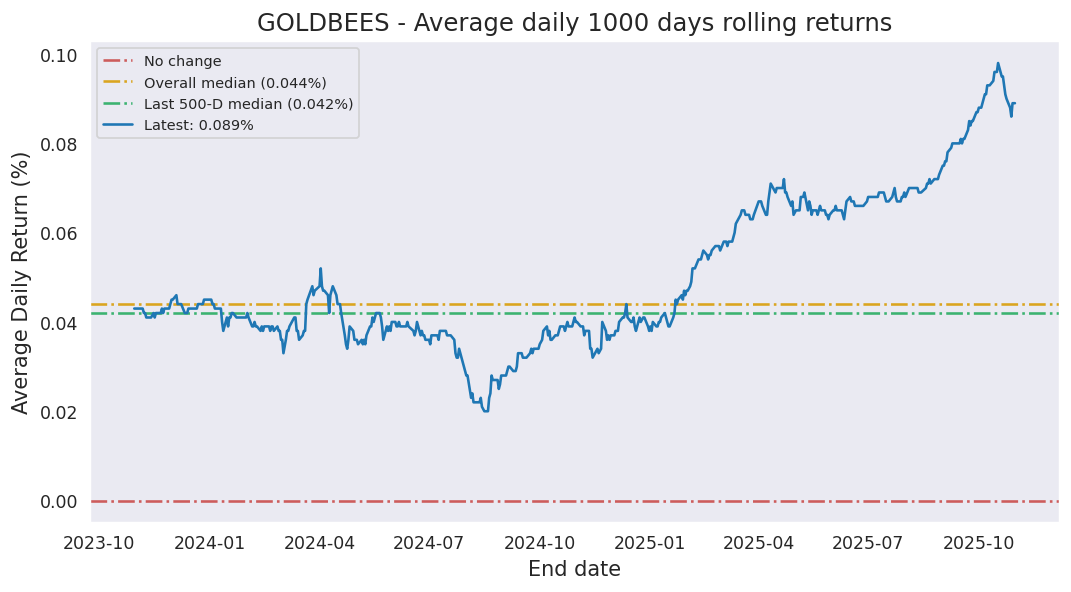 GOLDBEES - Average daily 1000 days rolling returns
No change
Overall median (0.044%)
Last 500-D median (0.042%)
Latest: 0.089%
Average Daily Return (%)
0.10
0.08
0.06
0.04
0.02
0.00
2023-10 2024-01 2024-04 2024-07 2024-10 2025-01 2025-04 2025-07 2025-10
End date